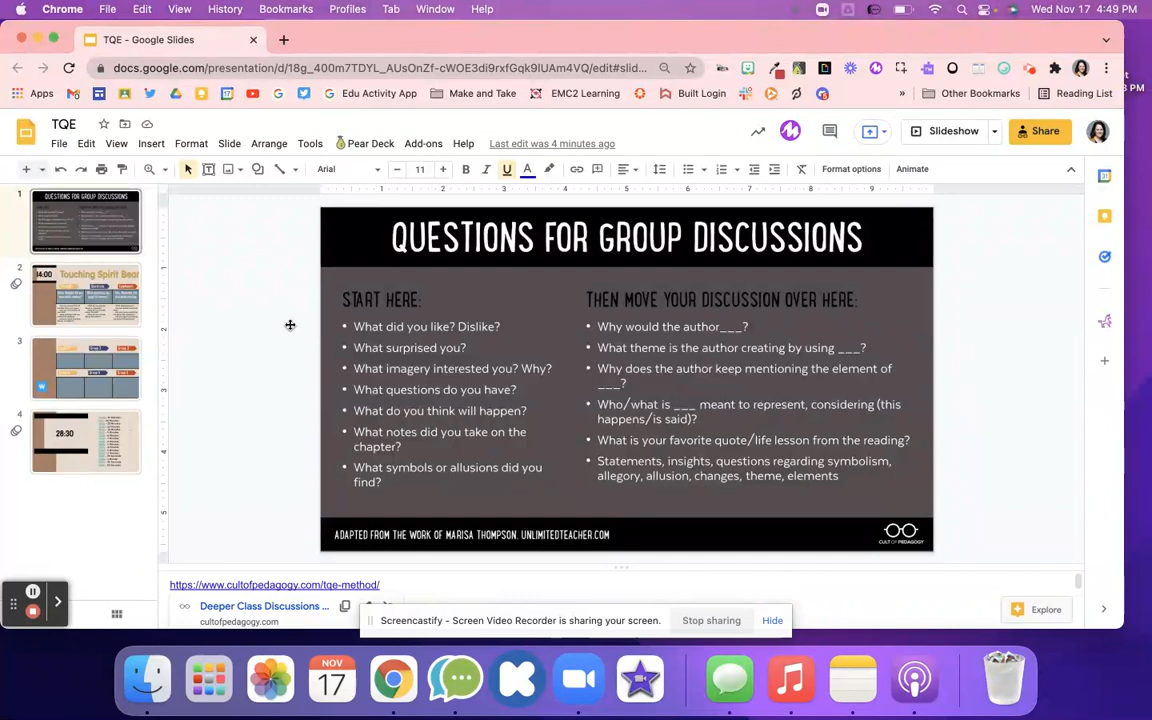 Chrome File Edit View History Bookmarks Profiles Tab Window Help Wed Nov 17 4:49 PM
TQE - Google Slides
docs.google.com/presentation/d/18g_400m7TDYL_AUsOnZf-cWOE3di9rxfGqk9IUAm4VQ/edit#slid...
Apps Edu Activity App Make and Take EMC2 Learning Built Login » Other Bookmarks Reading List
TQE
Share
Slideshow
File Edit View Insert Format Slide Arrange Tools Pear Deck Add-ons Help Last edit was 4 minutes ago
Arial 11 B I U A Format options Animate
1
QUESTIONS FOR GROUP DISCUSSIONS
2
14:00 Touching Spirit Bear
3
4
28:30
QUESTIONS FOR GROUP DISCUSSIONS
START HERE:
• What did you like? Dislike?
• What surprised you?
• What imagery interested you? Why?
• What questions do you have?
• What do you think will happen?
• What notes did you take on the
chapter?
• What symbols or allusions did you
find?
THEN MOVE YOUR DISCUSSION OVER HERE:
• Why would the author___?
• What theme is the author creating by using ___?
• Why does the author keep mentioning the element of
___?
• Who/what is ___ meant to represent, considering (this
happens/is said)?
• What is your favorite quote/life lesson from the reading?
• Statements, insights, questions regarding symbolism,
allegory, allusion, changes, theme, elements
ADAPTED FROM THE WORK OF MARISA THOMPSON. UNLIMITEDTEACHER.COM
CULT OF PEDAGOGY
https://www.cultofpedagogy.com/tqe-method/
Deeper Class Discussions ...
cultofpedagogy.com
Explore
Screencastify - Screen Video Recorder is sharing your screen. Stop sharing Hide
NOV
17